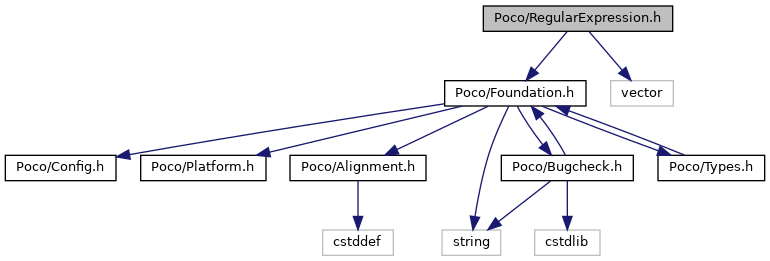 Poco/RegularExpression.h
Poco/Foundation.h
vector
Poco/Config.h
Poco/Platform.h
Poco/Alignment.h
Poco/Bugcheck.h
Poco/Types.h
cstddef
string
cstdlib